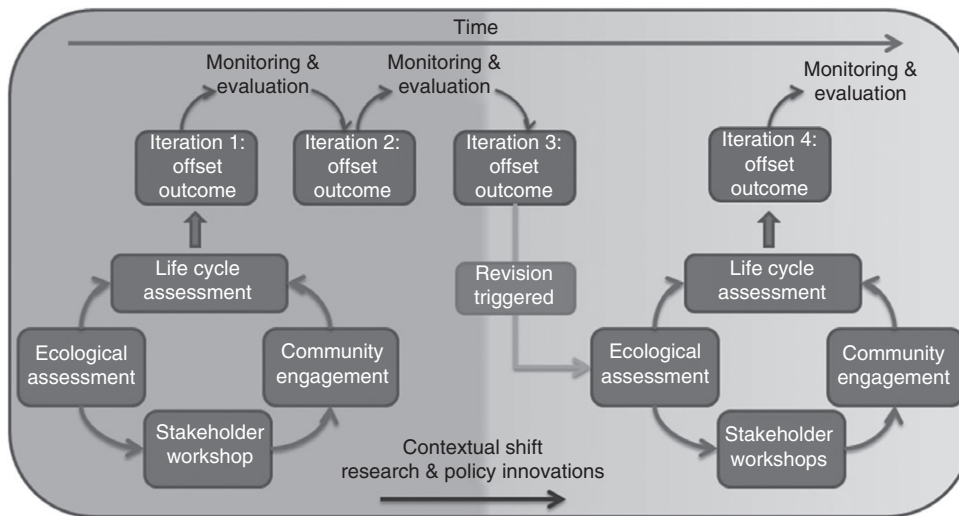 Time
Monitoring &
evaluation
Monitoring &
evaluation
Monitoring &
evaluation
Iteration 1:
offset
outcome
Iteration 2:
offset
outcome
Iteration 3:
offset
outcome
Iteration 4:
offset
outcome
Life cycle
assessment
Ecological
assessment
Community
engagement
Stakeholder
workshop
Revision
triggered
Life cycle
assessment
Ecological
assessment
Community
engagement
Stakeholder
workshops
Contextual shift
research & policy innovations